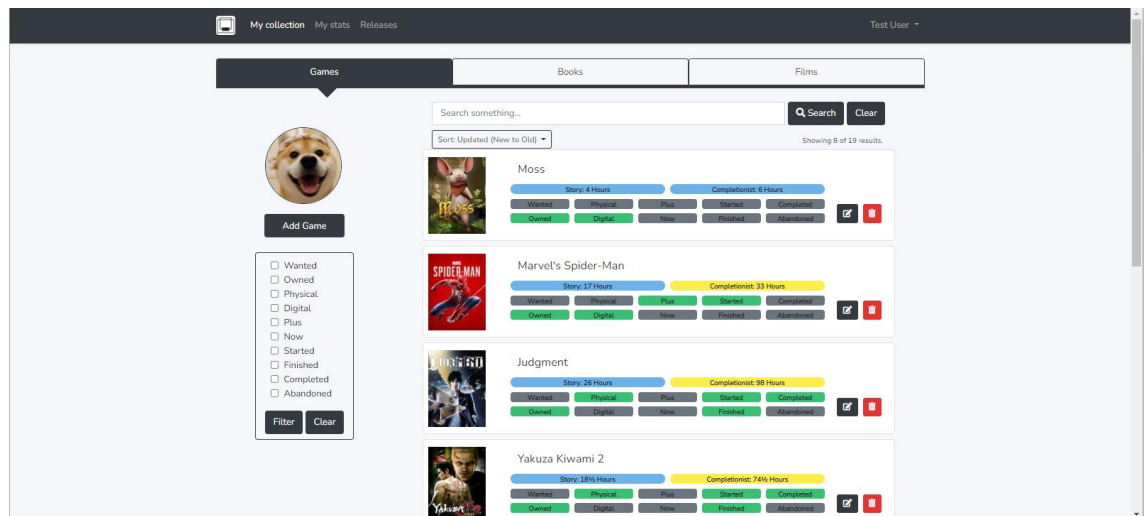 My collection My stats Releases Test User
Games Books Films
Search something... Search Clear
Sort: Updated (New to Old) Showing 8 of 19 results.
Add Game
Wanted
Owned
Physical
Digital
Plus
Now
Started
Finished
Completed
Abandoned
Filter Clear
Moss
Moss
Story: 4 Hours Completionist: 6 Hours
Wanted Physical Plus Started Completed
Owned Digital Now Finished Abandoned
SPIDER-MAN
Marvel's Spider-Man
Story: 17 Hours Completionist: 33 Hours
Wanted Physical Plus Started Completed
Owned Digital Now Finished Abandoned
Judgment
Story: 26 Hours Completionist: 98 Hours
Wanted Physical Plus Started Completed
Owned Digital Now Finished Abandoned
Yakuza
Yakuza Kiwami 2
Story: 18½ Hours Completionist: 74½ Hours
Wanted Physical Plus Started Completed
Owned Digital Now Finished Abandoned